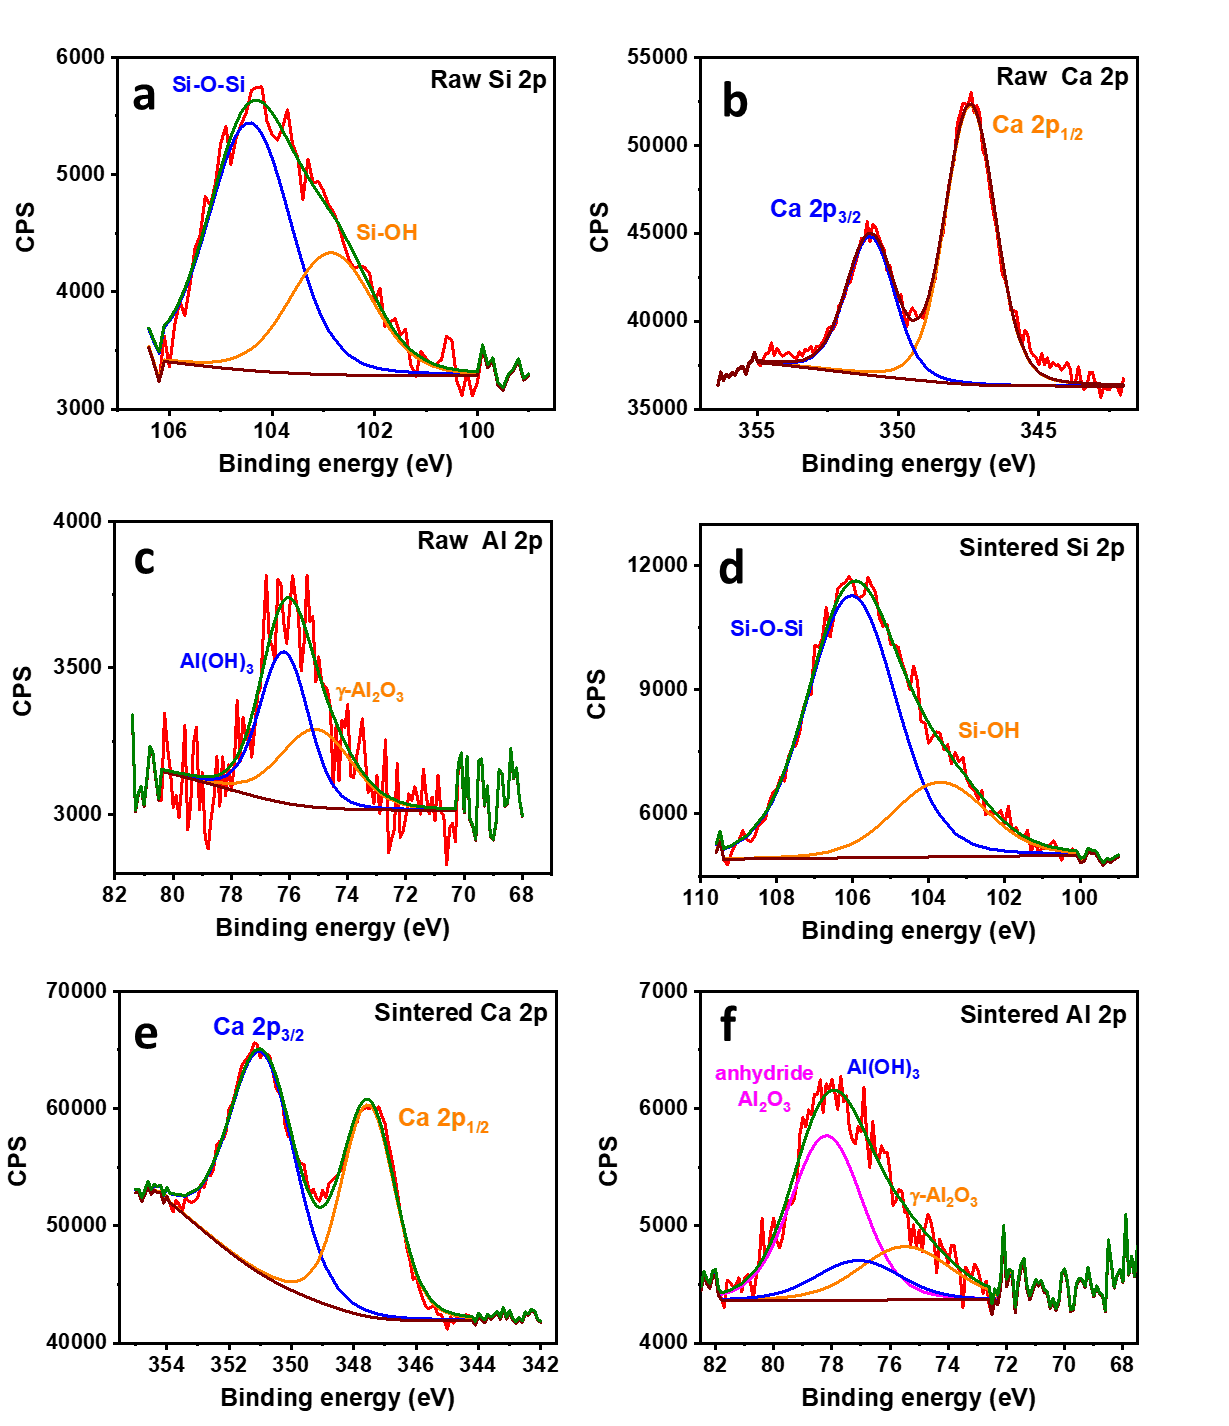 a
Si-O-Si
Raw Si 2p
Si-OH
6000
5000
4000
3000
CPS
106 104 102 100
Binding energy (eV)
b
Raw Ca 2p
Ca 2p1/2
Ca 2p3/2
55000
50000
45000
40000
35000
CPS
355 350 345
Binding energy (eV)
c
Raw Al 2p
Al(OH)3
γ-Al2O3
4000
3500
3000
CPS
82 80 78 76 74 72 70 68
Binding energy (eV)
d
Sintered Si 2p
Si-O-Si
Si-OH
12000
9000
6000
CPS
110 108 106 104 102 100
Binding energy (eV)
e
Sintered Ca 2p
Ca 2p3/2
Ca 2p1/2
70000
60000
50000
40000
CPS
354 352 350 348 346 344 342
Binding energy (eV)
f
Sintered Al 2p
anhydride
Al2O3
Al(OH)3
γ-Al2O3
7000
6000
5000
4000
CPS
82 80 78 76 74 72 70 68
Binding energy (eV)